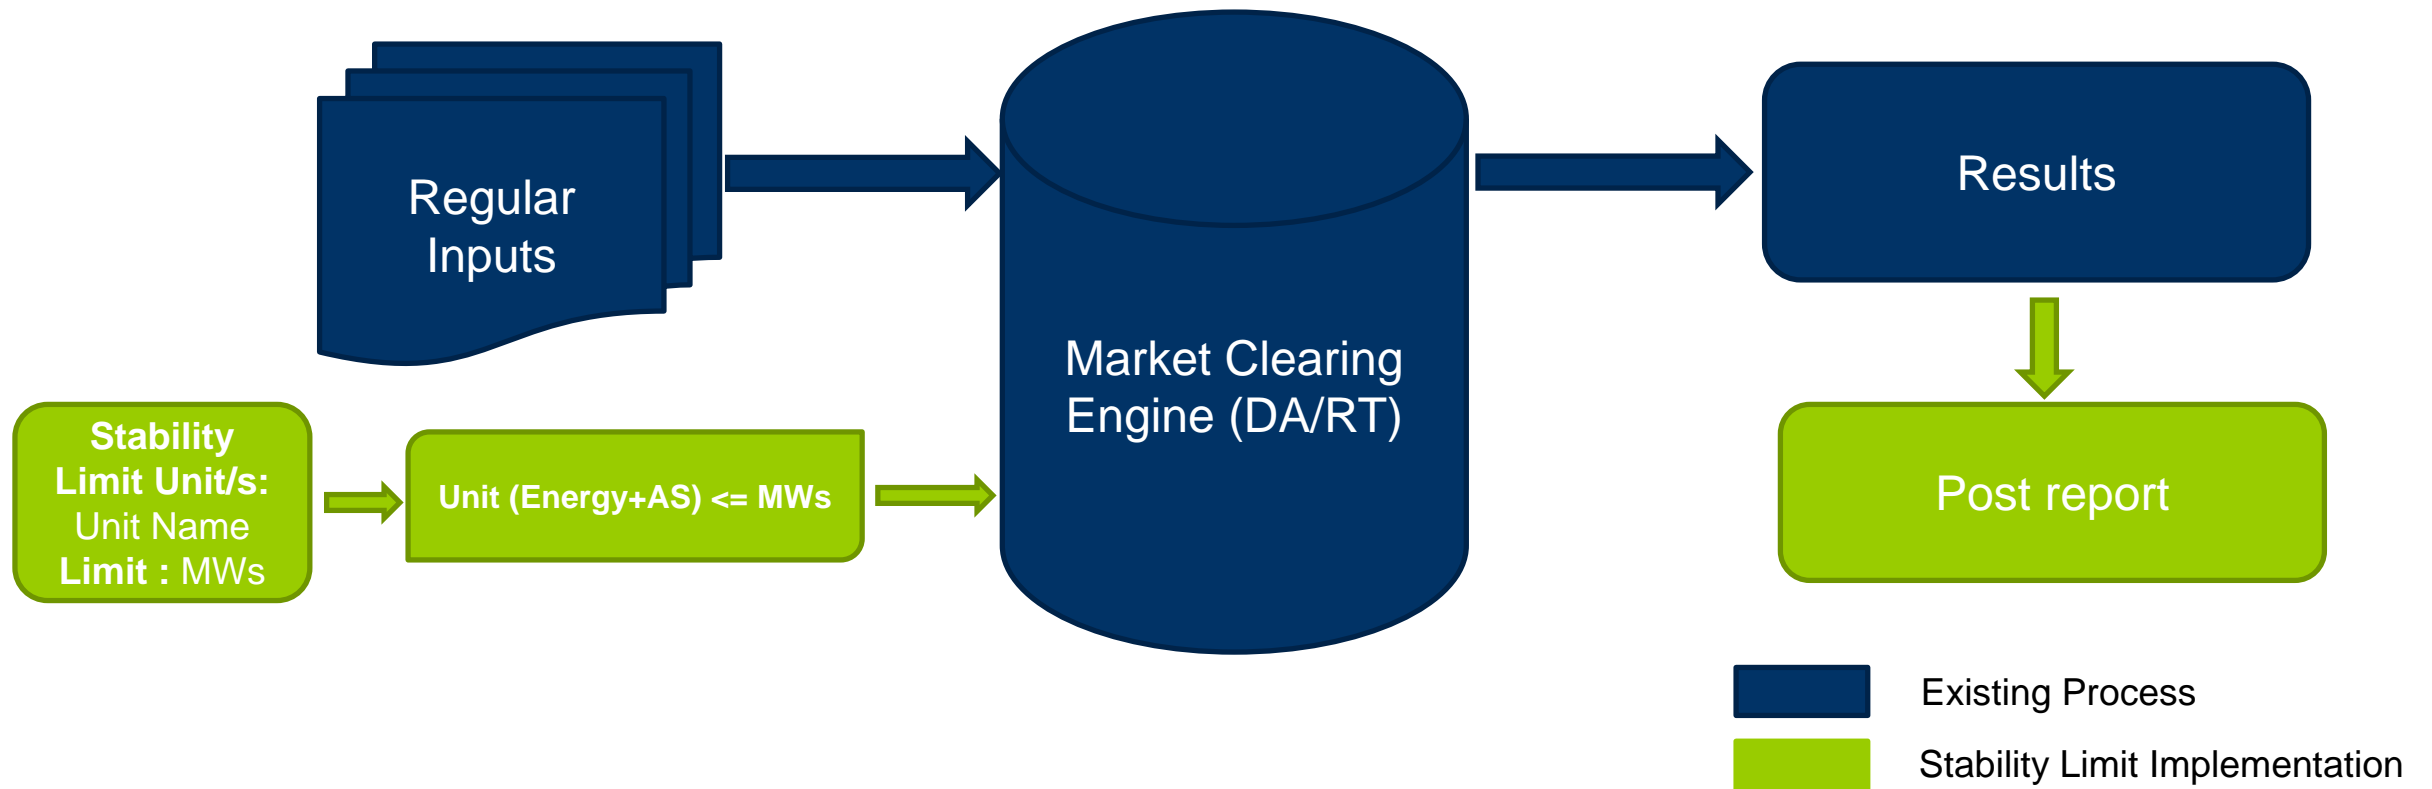 Regular
Inputs
Market Clearing
Engine (DA/RT)
Results
Stability
Limit Unit/s:
Unit Name
Limit : MWs
Unit (Energy+AS) <= MWs
Post report
Existing Process
Stability Limit Implementation